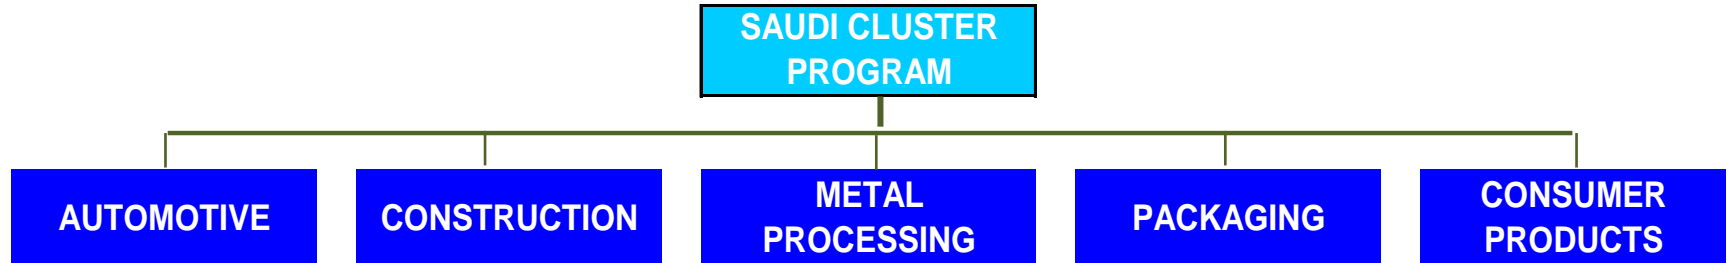 SAUDI CLUSTER
PROGRAM
AUTOMOTIVE
CONSTRUCTION
METAL
PROCESSING
PACKAGING
CONSUMER
PRODUCTS